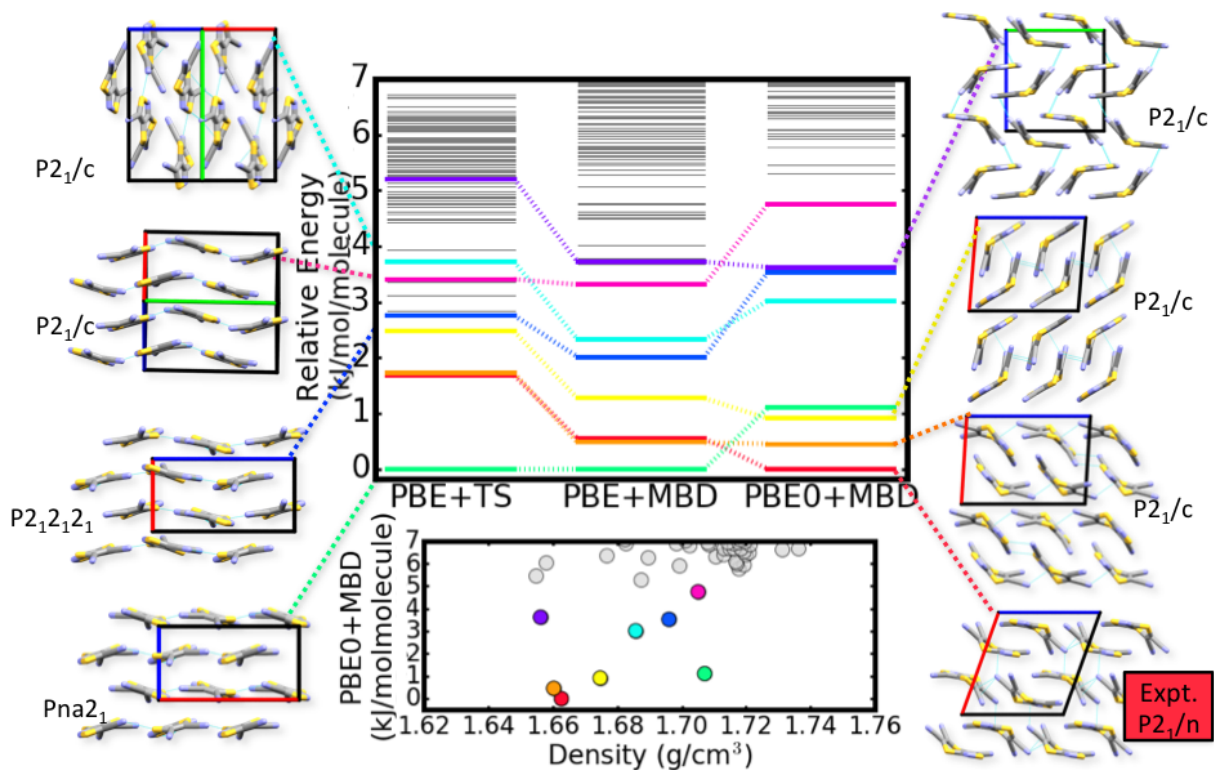 P2₁/c
P2₁/c
P2₁2₁2₁
Pna2₁
Relative Energy
(kJ/mol/molecule)
7
6
5
4
3
2
1
0
PBE+TS
PBE+MBD
PBE0+MBD
PBE0+MBD
(kJ/molmolecule)
7
6
5
4
3
2
1
0
1.62
1.64
1.66
1.68
1.70
1.72
1.74
1.76
Density (g/cm³)
P2₁/c
P2₁/c
P2₁/c
Expt.
P2₁/n